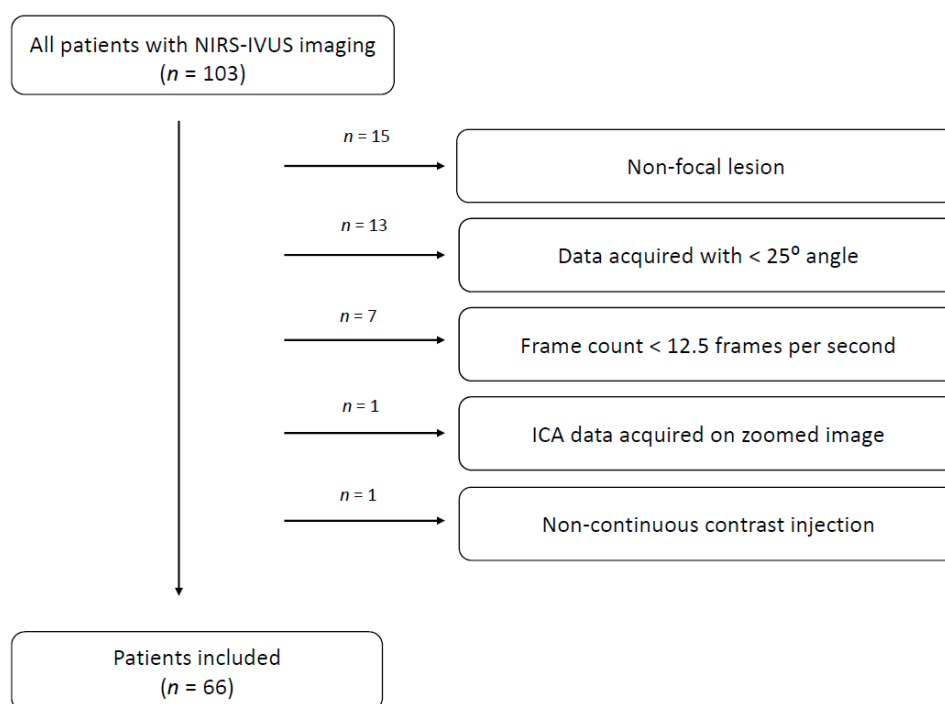 All patients with NIRS-IVUS imaging
(n = 103)
n = 15
Non-focal lesion
n = 13
Data acquired with < 25⁰ angle
n = 7
Frame count < 12.5 frames per second
n = 1
ICA data acquired on zoomed image
n = 1
Non-continuous contrast injection
Patients included
(n = 66)